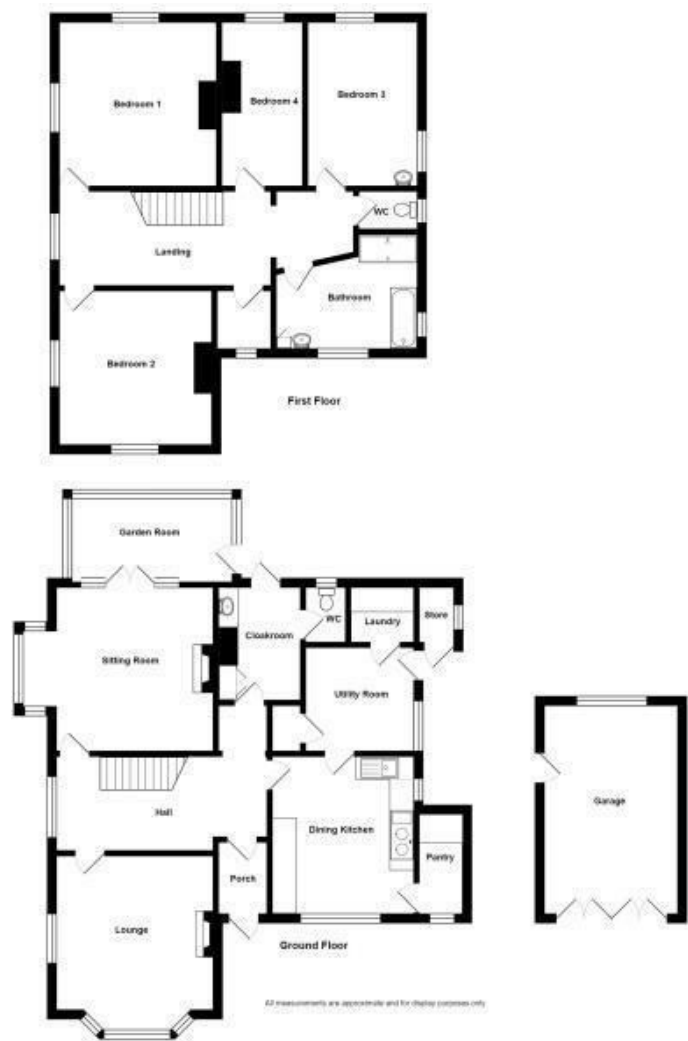 Bedroom 1
Bedroom 4
Bedroom 3
WC
Landing
Bathroom
Bedroom 2
First Floor
Garden Room
Cloakroom
WC
Laundry
Store
Sitting Room
Utility Room
Hall
Dining Kitchen
Pantry
Porch
Lounge
Garage
Ground Floor
All measurements are approximate and for display purposes only